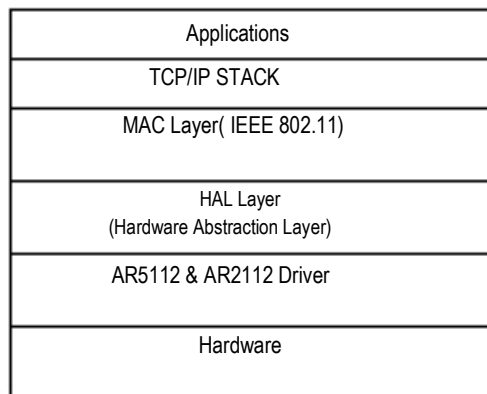 Applications
TCP/IP STACK
MAC Layer( IEEE 802.11)
HAL Layer
(Hardware Abstraction Layer)
AR5112 & AR2112 Driver
Hardware